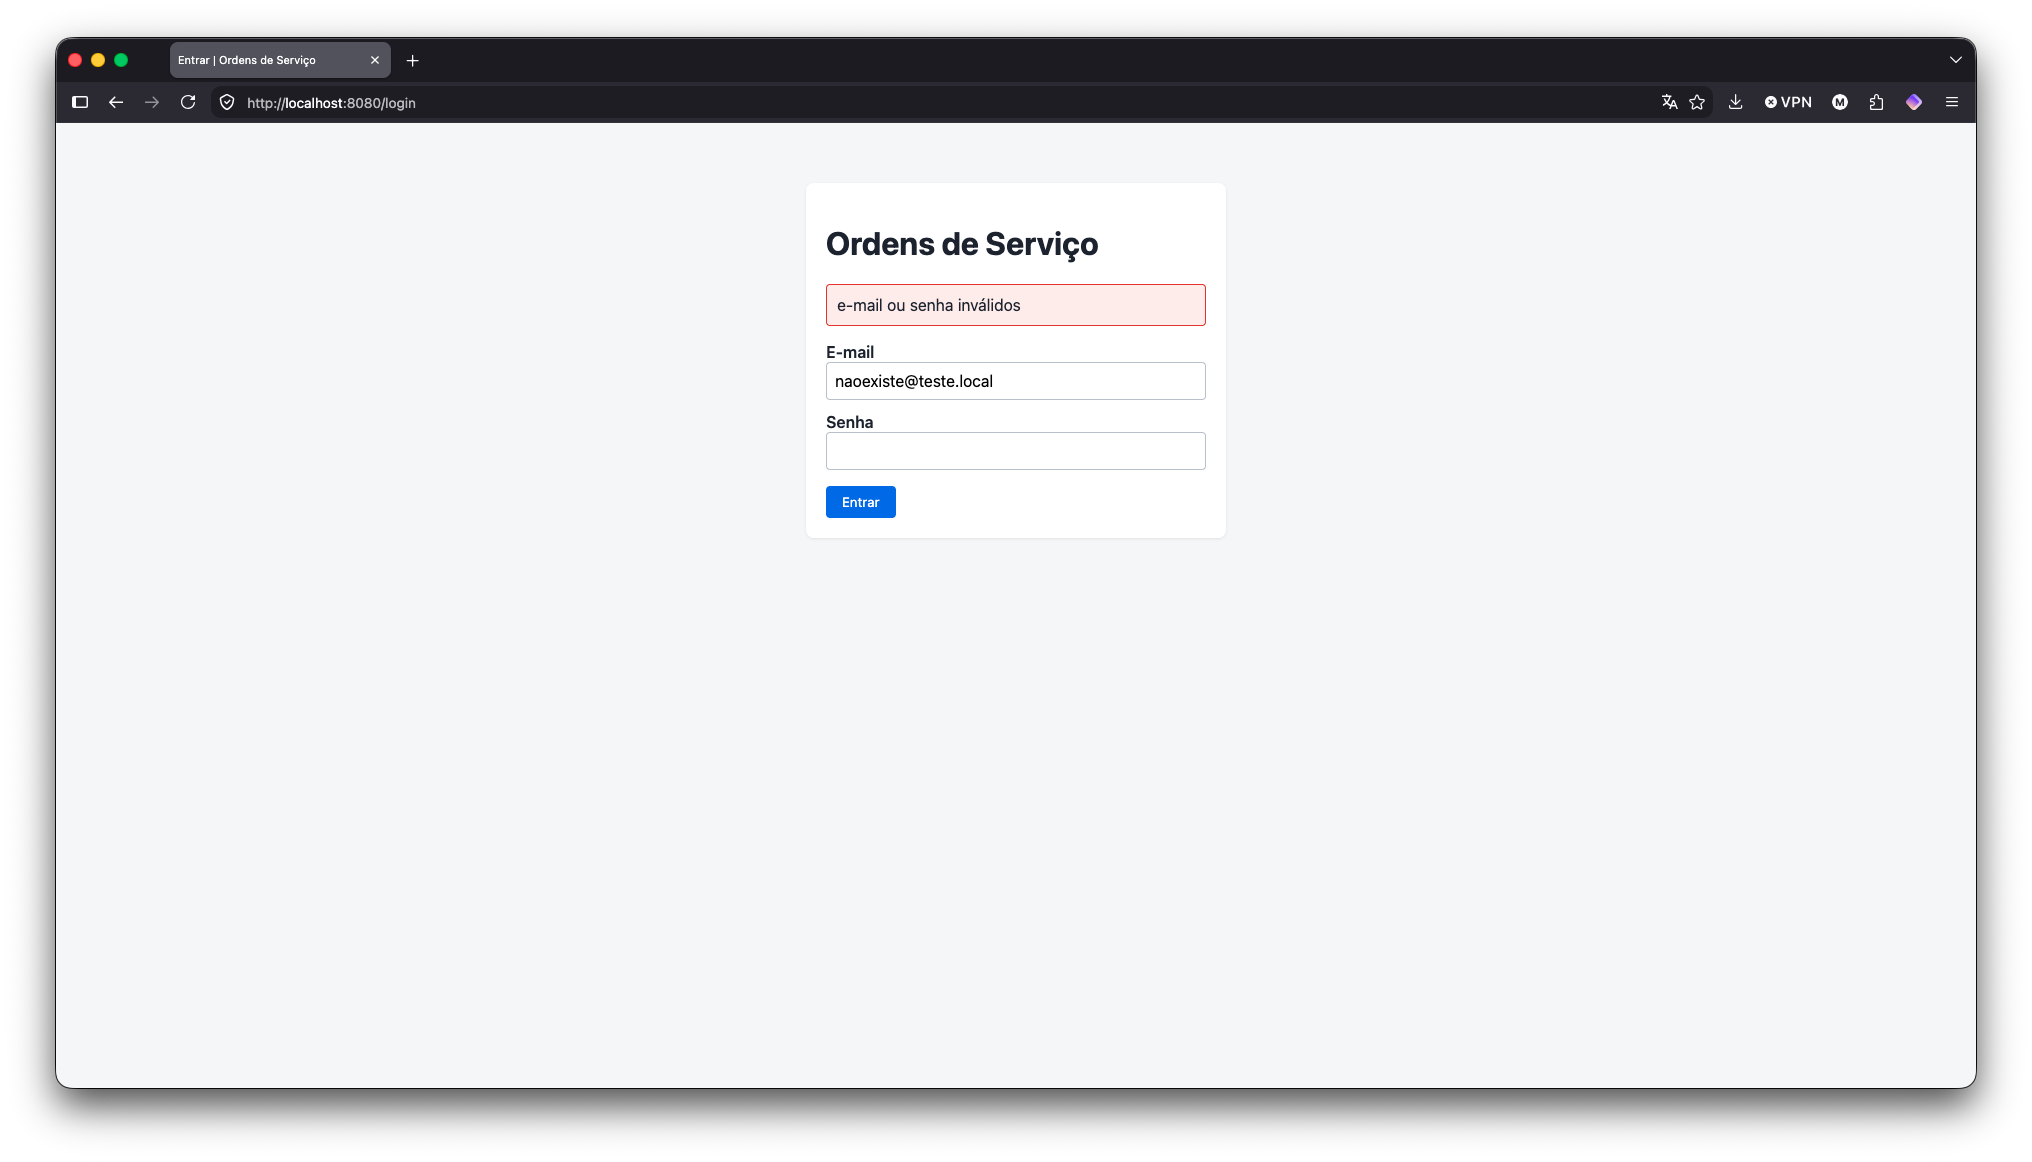 Entrar | Ordens de Serviço
http://localhost:8080/login
VPN
M
Ordens de Serviço
e-mail ou senha inválidos
E-mail
naoexiste@teste.local
Senha
Entrar